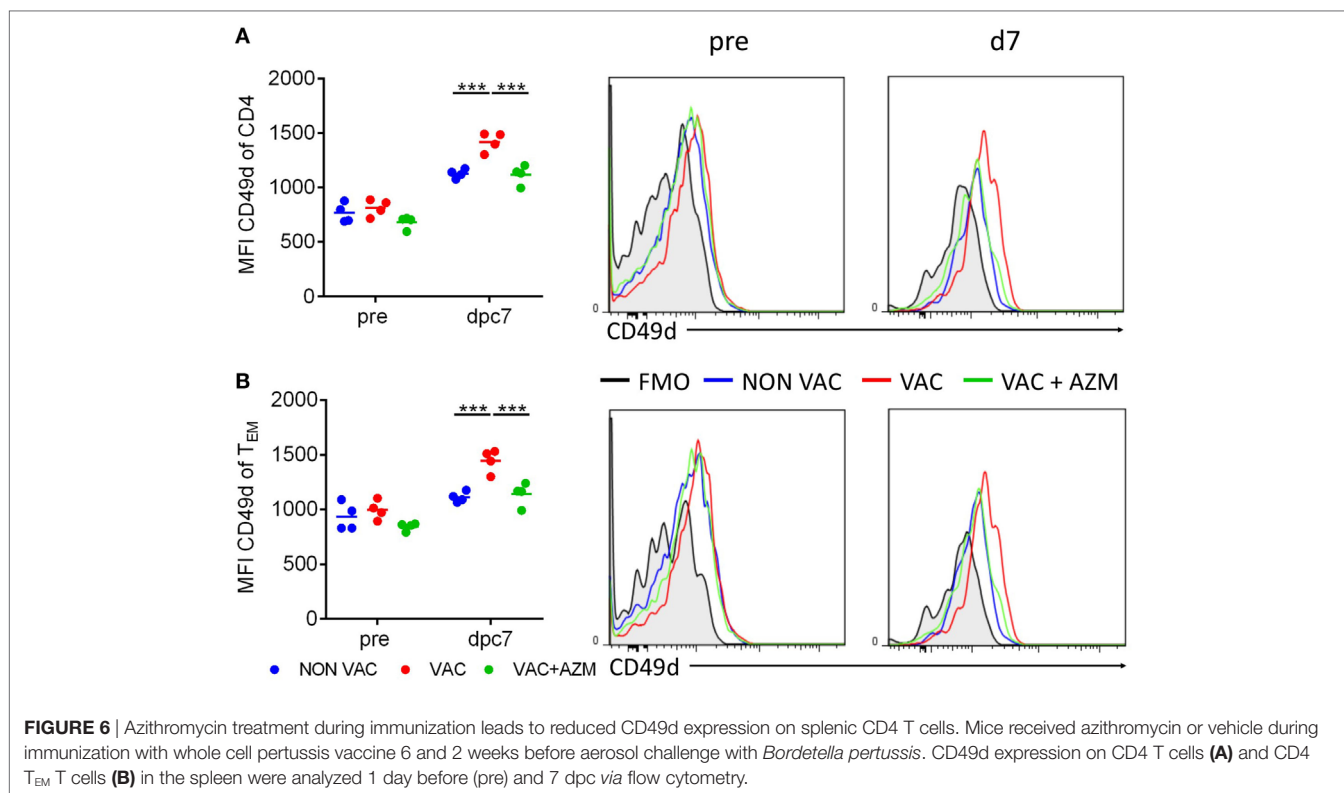 A
pre
d7
MFI CD49d of CD4
2000
1500
1000
500
0
*** ***
pre
dpc7
0
0
CD49d
B
FMO NON VAC VAC VAC + AZM
MFI CD49d of TEM
2000
1500
1000
500
0
*** ***
pre
dpc7
0
0
NON VAC VAC VAC+AZM
CD49d
FIGURE 6 | Azithromycin treatment during immunization leads to reduced CD49d expression on splenic CD4 T cells. Mice received azithromycin or vehicle during
immunization with whole cell pertussis vaccine 6 and 2 weeks before aerosol challenge with Bordetella pertussis. CD49d expression on CD4 T cells (A) and CD4
TEM T cells (B) in the spleen were analyzed 1 day before (pre) and 7 dpc via flow cytometry.